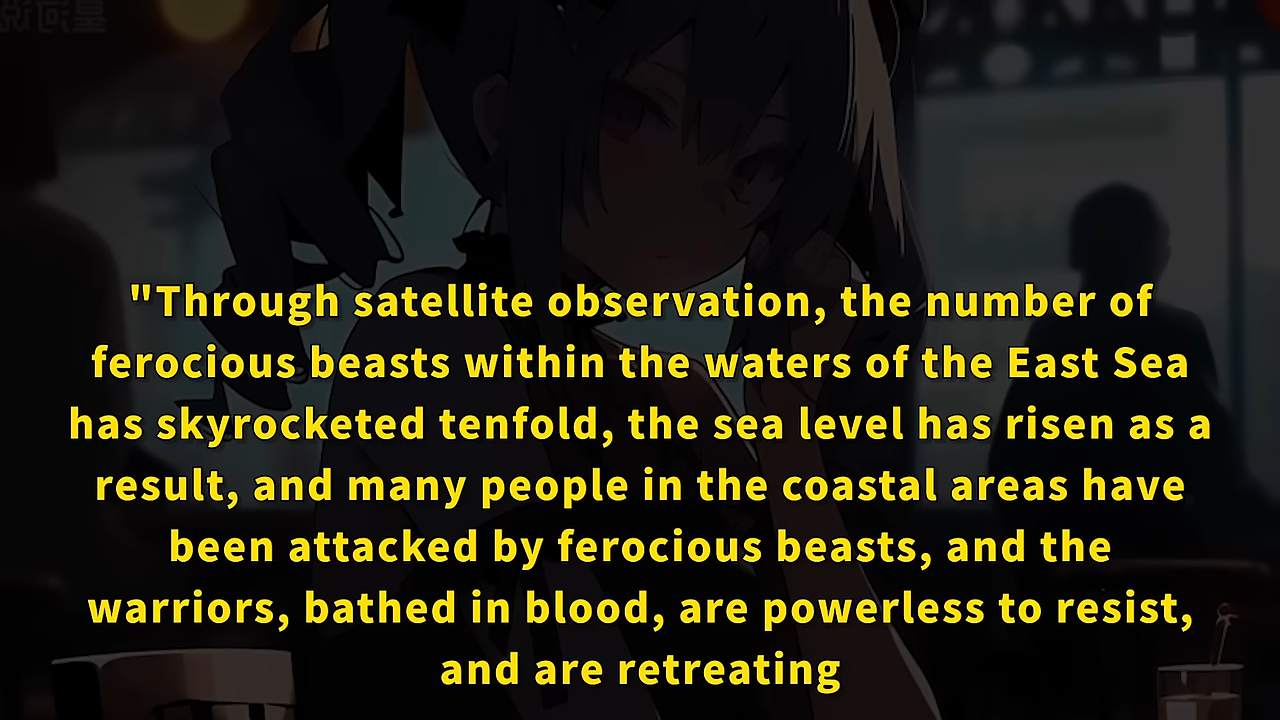 "Through satellite observation, the number of
ferocious beasts within the waters of the East Sea
has skyrocketed tenfold, the sea level has risen as a
result, and many people in the coastal areas have
been attacked by ferocious beasts, and the
warriors, bathed in blood, are powerless to resist,
and are retreating